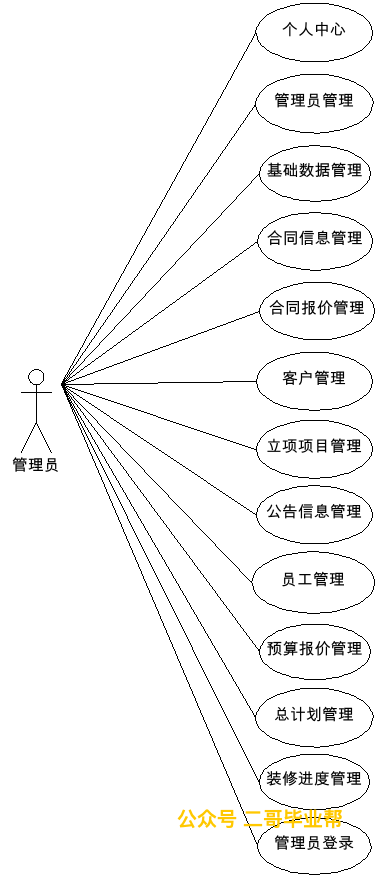 个人中心
管理员管理
基础数据管理
合同信息管理
合同报价管理
客户管理
立项项目管理
管理员
公告信息管理
员工管理
预算报价管理
总计划管理
装修进度管理
公众号 二哥毕业帮
管理员登录